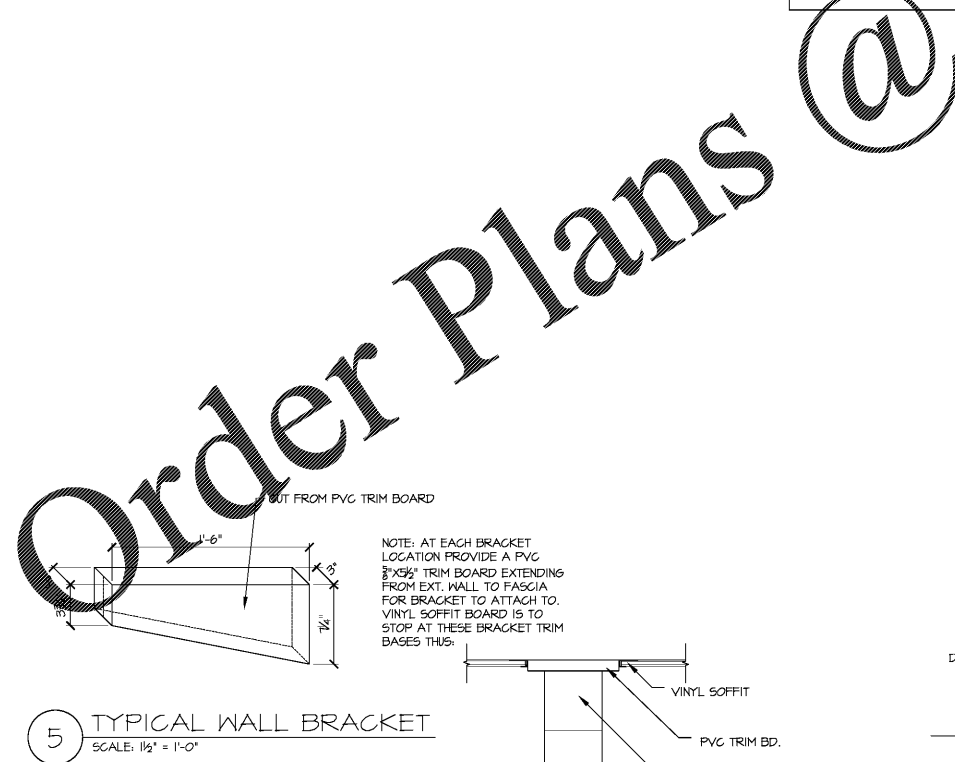 Order Plans @
CUT FROM PVC TRIM BOARD
1'-6"
3"
7¼"
NOTE: AT EACH BRACKET
LOCATION PROVIDE A PVC
⅜"X5½" TRIM BOARD EXTENDING
FROM EXT. WALL TO FASCIA
FOR BRACKET TO ATTACH TO.
VINYL SOFFIT BOARD IS TO
STOP AT THESE BRACKET TRIM
BASES THUS:
VINYL SOFFIT
PVC TRIM BD.
5 TYPICAL WALL BRACKET
SCALE: 1½" = 1'-0"